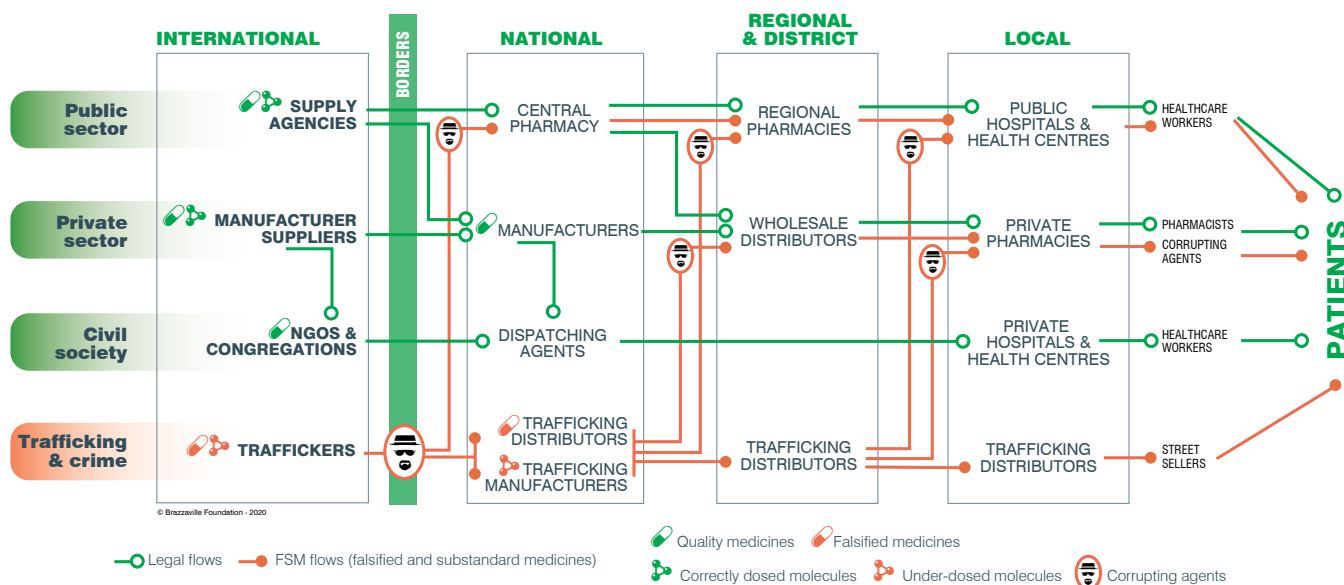 INTERNATIONAL
BORDERS
NATIONAL
REGIONAL
& DISTRICT
LOCAL
Public
sector
SUPPLY
AGENCIES
CENTRAL
PHARMACY
REGIONAL
PHARMACIES
PUBLIC
HOSPITALS &
HEALTH CENTRES
HEALTHCARE
WORKERS
Private
sector
MANUFACTURER
SUPPLIERS
MANUFACTURERS
WHOLESALE
DISTRIBUTORS
PRIVATE
PHARMACIES
PHARMACISTS
CORRUPTING
AGENTS
PATIENTS
Civil
society
NGOS &
CONGREGATIONS
DISPATCHING
AGENTS
PRIVATE
HOSPITALS &
HEALTH CENTRES
HEALTHCARE
WORKERS
Trafficking
& crime
TRAFFICKERS
TRAFFICKING
DISTRIBUTORS
TRAFFICKING
MANUFACTURERS
TRAFFICKING
DISTRIBUTORS
TRAFFICKING
DISTRIBUTORS
STREET
SELLERS
© Brazzaville Foundation - 2020
Legal flows
FSM flows (falsified and substandard medicines)
Quality medicines
Falsified medicines
Correctly dosed molecules
Under-dosed molecules
Corrupting agents